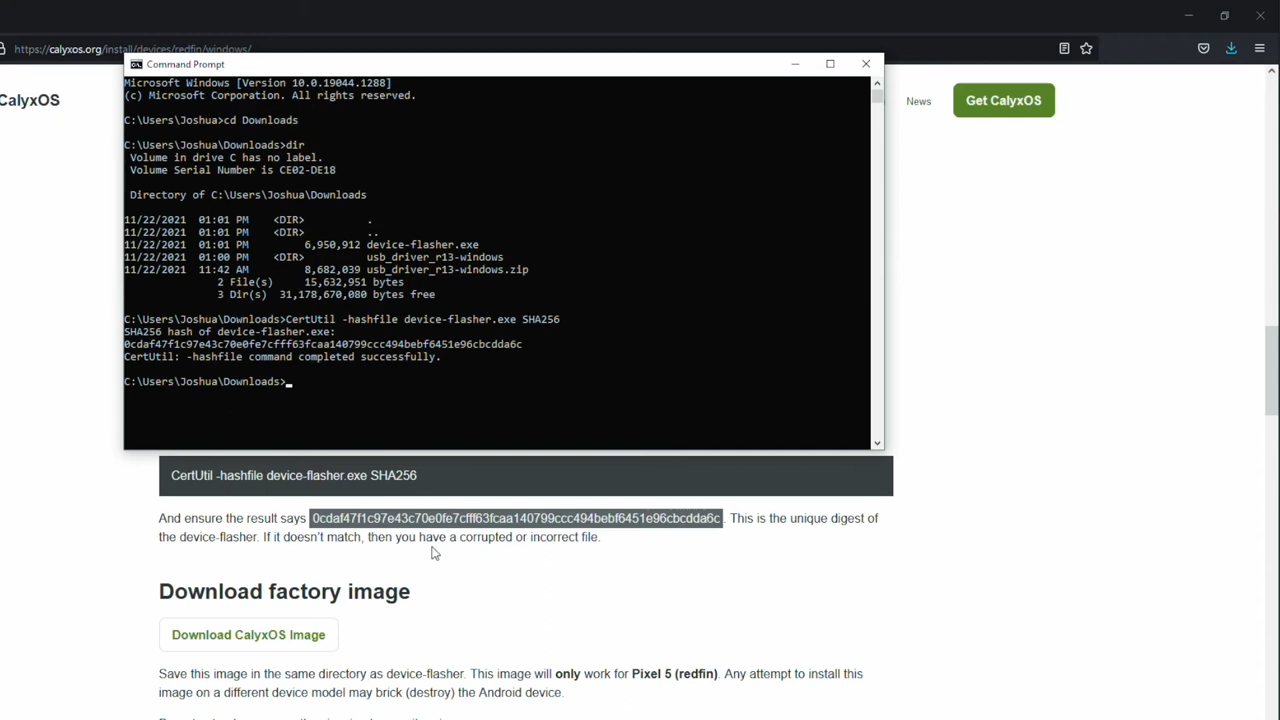 https://calyxos.org/install/devices/redfin/windows/
CalyxOS
News
Get CalyxOS
Command Prompt
Microsoft Windows [Version 10.0.19044.1288]
(c) Microsoft Corporation. All rights reserved.
C:\Users\Joshua>cd Downloads
C:\Users\Joshua\Downloads>dir
Volume in drive C has no label.
Volume Serial Number is CE02-DE18
Directory of C:\Users\Joshua\Downloads
11/22/2021 01:01 PM <DIR> .
11/22/2021 01:01 PM <DIR> ..
11/22/2021 01:01 PM 6,950,912 device-flasher.exe
11/22/2021 01:00 PM <DIR> usb_driver_r13-windows
11/22/2021 11:42 AM 8,682,039 usb_driver_r13-windows.zip
2 File(s) 15,632,951 bytes
3 Dir(s) 31,178,670,080 bytes free
C:\Users\Joshua\Downloads>CertUtil -hashfile device-flasher.exe SHA256
SHA256 hash of device-flasher.exe:
0cdaf47f1c97e43c70e0fe7cfff63fcaa140799ccc494bebf6451e96cbcdda6c
CertUtil: -hashfile command completed successfully.
C:\Users\Joshua\Downloads>_
CertUtil -hashfile device-flasher.exe SHA256
And ensure the result says 0cdaf47f1c97e43c70e0fe7cfff63fcaa140799ccc494bebf6451e96cbcdda6c . This is the unique digest of
the device-flasher. If it doesn't match, then you have a corrupted or incorrect file.
Download factory image
Download CalyxOS Image
Save this image in the same directory as device-flasher. This image will only work for Pixel 5 (redfin). Any attempt to install this
image on a different device model may brick (destroy) the Android device.